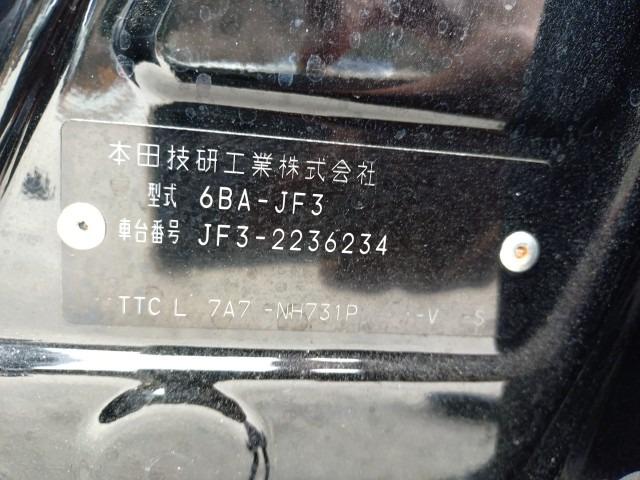 本田技研工業株式会社
型式 6BA-JF3
車台番号 JF3-2236234
TTC L 7A7 -NH731P -V -S